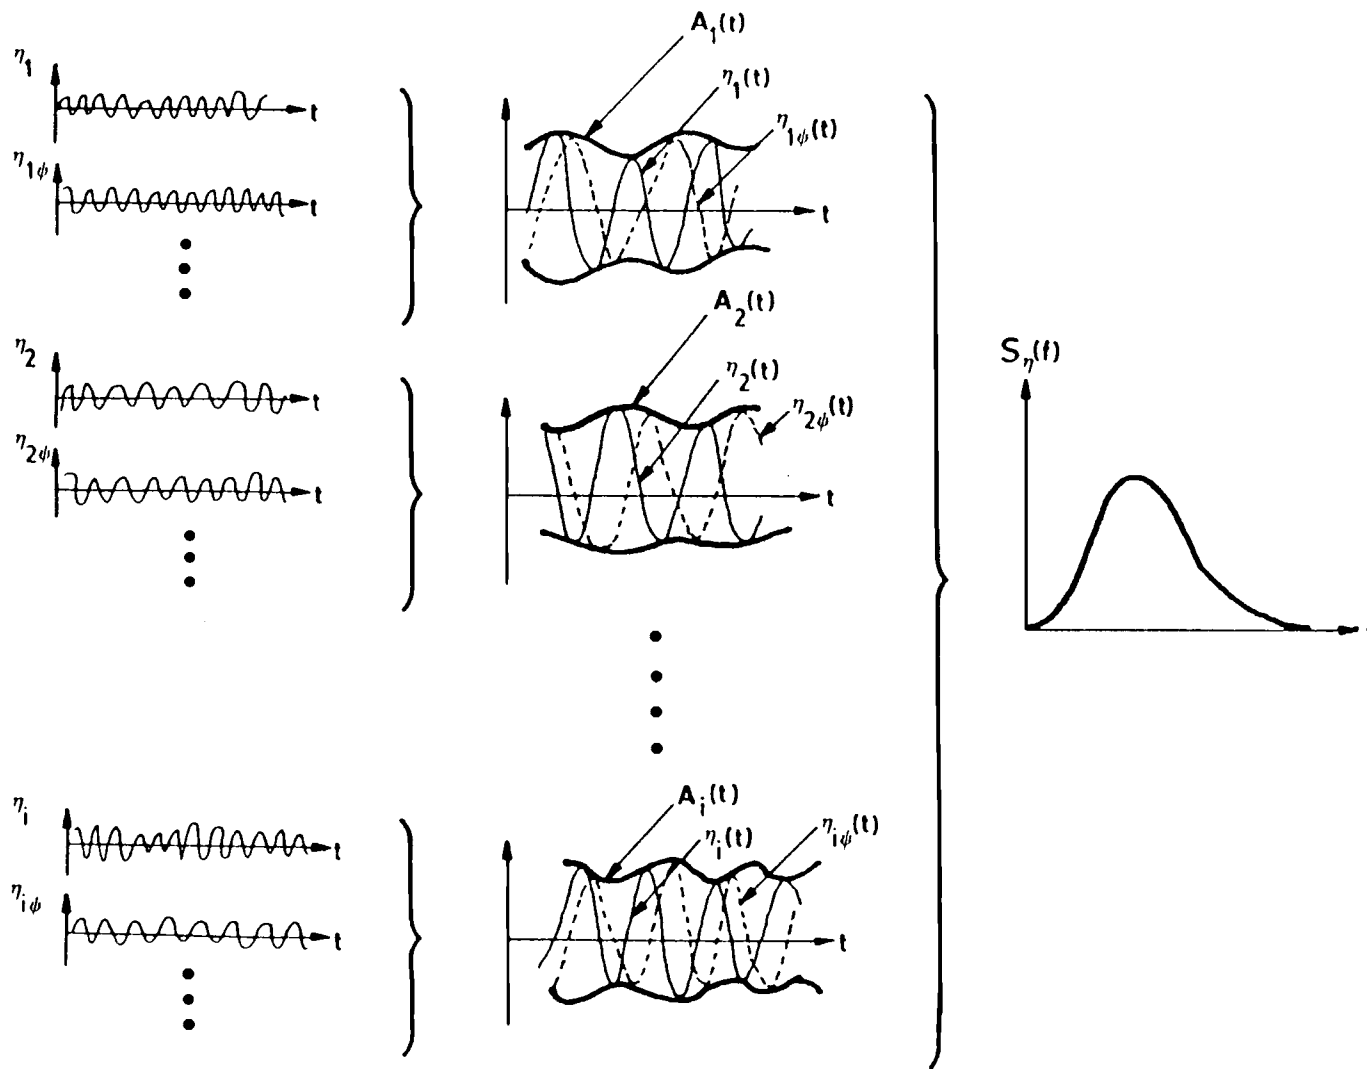 η₁
t
η₁ψ
t
A₁(t)
η₁(t)
η₁ψ(t)
t
η₂
t
η₂ψ
t
A₂(t)
η₂(t)
η₂ψ(t)
t
Sη(f)
ηᵢ
t
ηᵢψ
t
Aᵢ(t)
ηᵢ(t)
ηᵢψ(t)
t